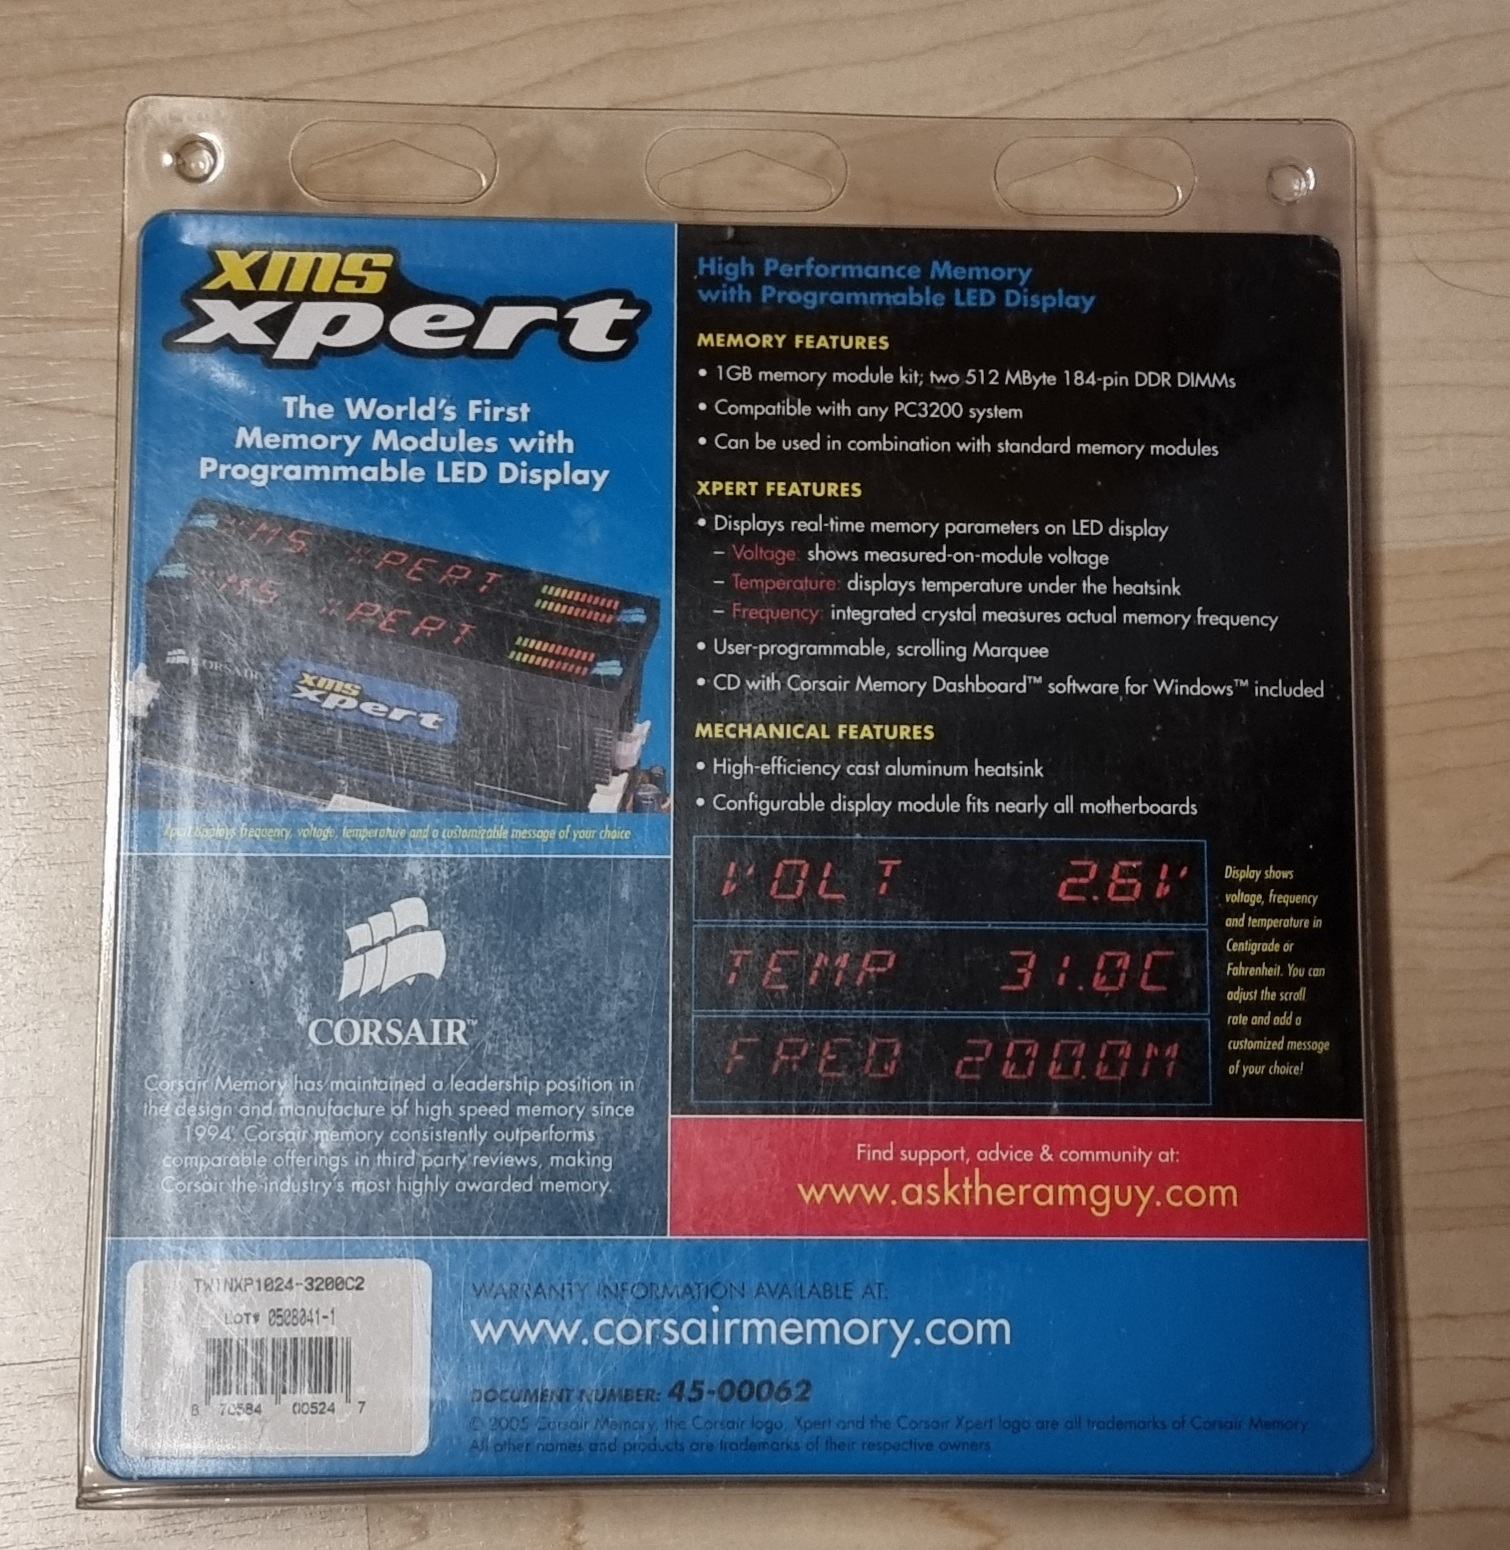 xms
xpert
The World's First
Memory Modules with
Programmable LED Display
MS XPERT
MS XPERT
CORSAIR
xms
xpert
Xpert displays frequency, voltage, temperature and a customizable message of your choice
CORSAIR™
Corsair Memory has maintained a leadership position in
the design and manufacture of high speed memory since
1994. Corsair memory consistently outperforms
comparable offerings in third party reviews, making
Corsair the industry's most highly awarded memory.
High Performance Memory
with Programmable LED Display
MEMORY FEATURES
• 1GB memory module kit; two 512 MByte 184-pin DDR DIMMs
• Compatible with any PC3200 system
• Can be used in combination with standard memory modules
XPERT FEATURES
• Displays real-time memory parameters on LED display
– Voltage: shows measured-on-module voltage
– Temperature: displays temperature under the heatsink
– Frequency: integrated crystal measures actual memory frequency
• User-programmable, scrolling Marquee
• CD with Corsair Memory Dashboard™ software for Windows™ included
MECHANICAL FEATURES
• High-efficiency cast aluminum heatsink
• Configurable display module fits nearly all motherboards
VOLT 2.6V
TEMP 31.0C
FREQ 200.0M
Display shows
voltage, frequency
and temperature in
Centigrade or
Fahrenheit. You can
adjust the scroll
rate and add a
customized message
of your choice!
Find support, advice & community at:
www.asktheramguy.com
TWINXP1024-3200C2
LOT# 0508041-1
8 70584 00524 7
WARRANTY INFORMATION AVAILABLE AT:
www.corsairmemory.com
DOCUMENT NUMBER: 45-00062
© 2005 Corsair Memory, the Corsair logo, Xpert and the Corsair Xpert logo are all trademarks of Corsair Memory
All other names and products are trademarks of their respective owners